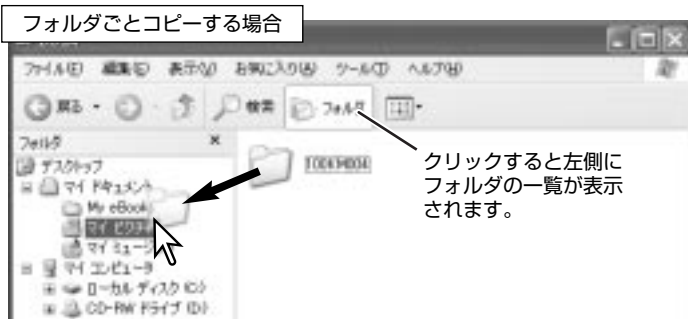 フォルダごとコピーする場合
ファイル(F) 編集(E) 表示(V) お気に入り(A) ツール(T) ヘルプ(H)
戻る 検索 フォルダ
フォルダ ×
デスクトップ
マイ ドキュメント
My eBook
マイ ピクチ
マイ ミュージ
マイ コンピュータ
ローカル ディスク (C:)
CD-RW ドライブ (D:)
クリックすると左側に
フォルダの一覧が表示
されます。